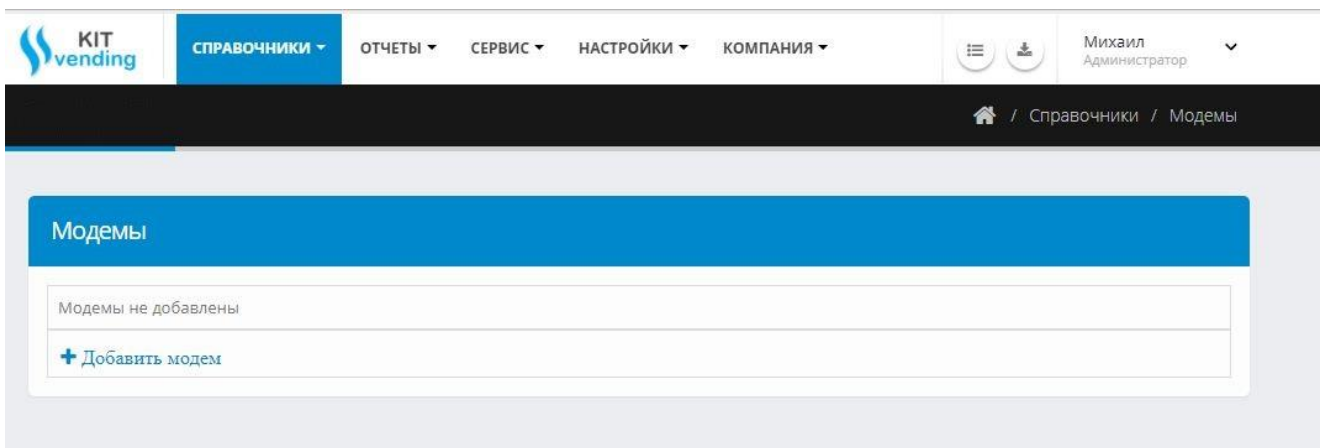 KIT
vending
СПРАВОЧНИКИ ОТЧЕТЫ СЕРВИС НАСТРОЙКИ КОМПАНИЯ
Михаил
Администратор
/ Справочники / Модемы
Модемы
Модемы не добавлены
+ Добавить модем